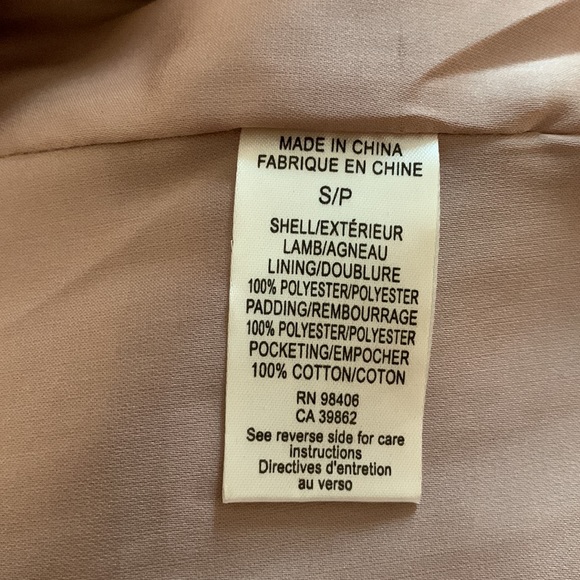 MADE IN CHINA
FABRIQUE EN CHINE
S/P
SHELL/EXTÉRIEUR
LAMB/AGNEAU
LINING/DOUBLURE
100% POLYESTER/POLYESTER
PADDING/REMBOURRAGE
100% POLYESTER/POLYESTER
POCKETING/EMPOCHER
100% COTTON/COTON
RN 98406
CA 39862
See reverse side for care
instructions
Directives d'entretien
au verso